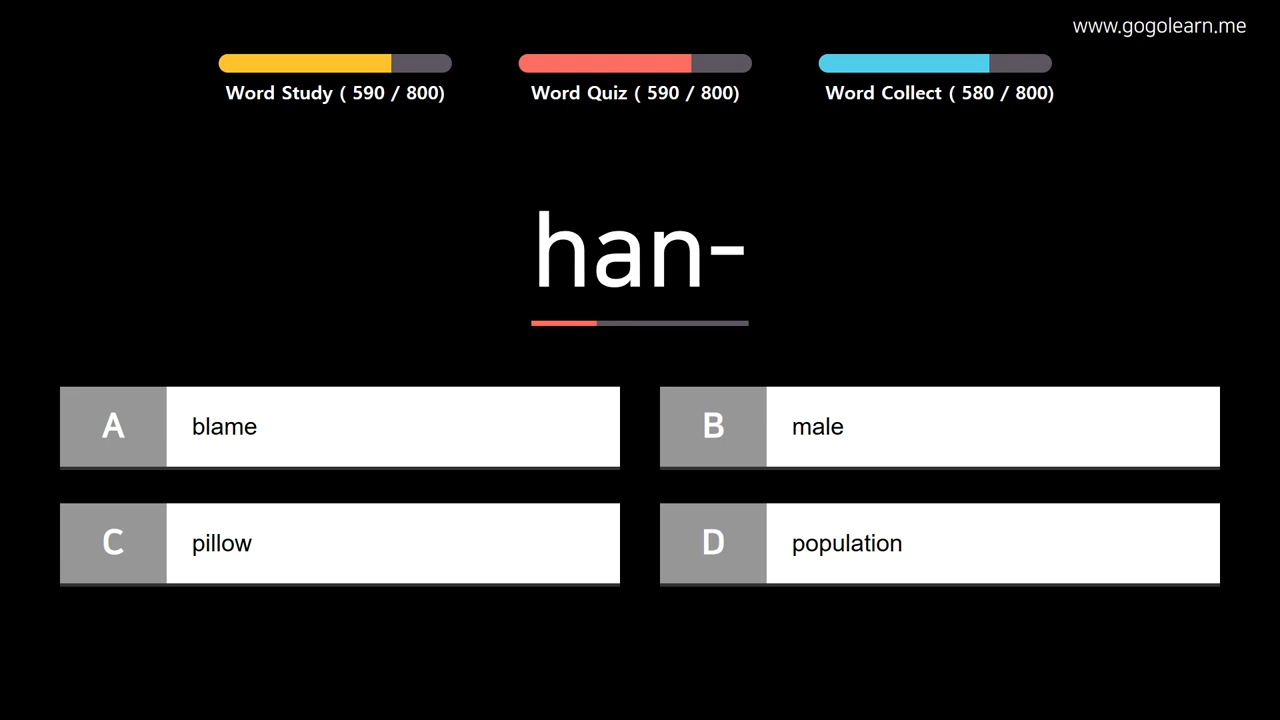 www.gogolearn.me
Word Study ( 590 / 800)
Word Quiz ( 590 / 800)
Word Collect ( 580 / 800)
han-
A blame
B male
C pillow
D population